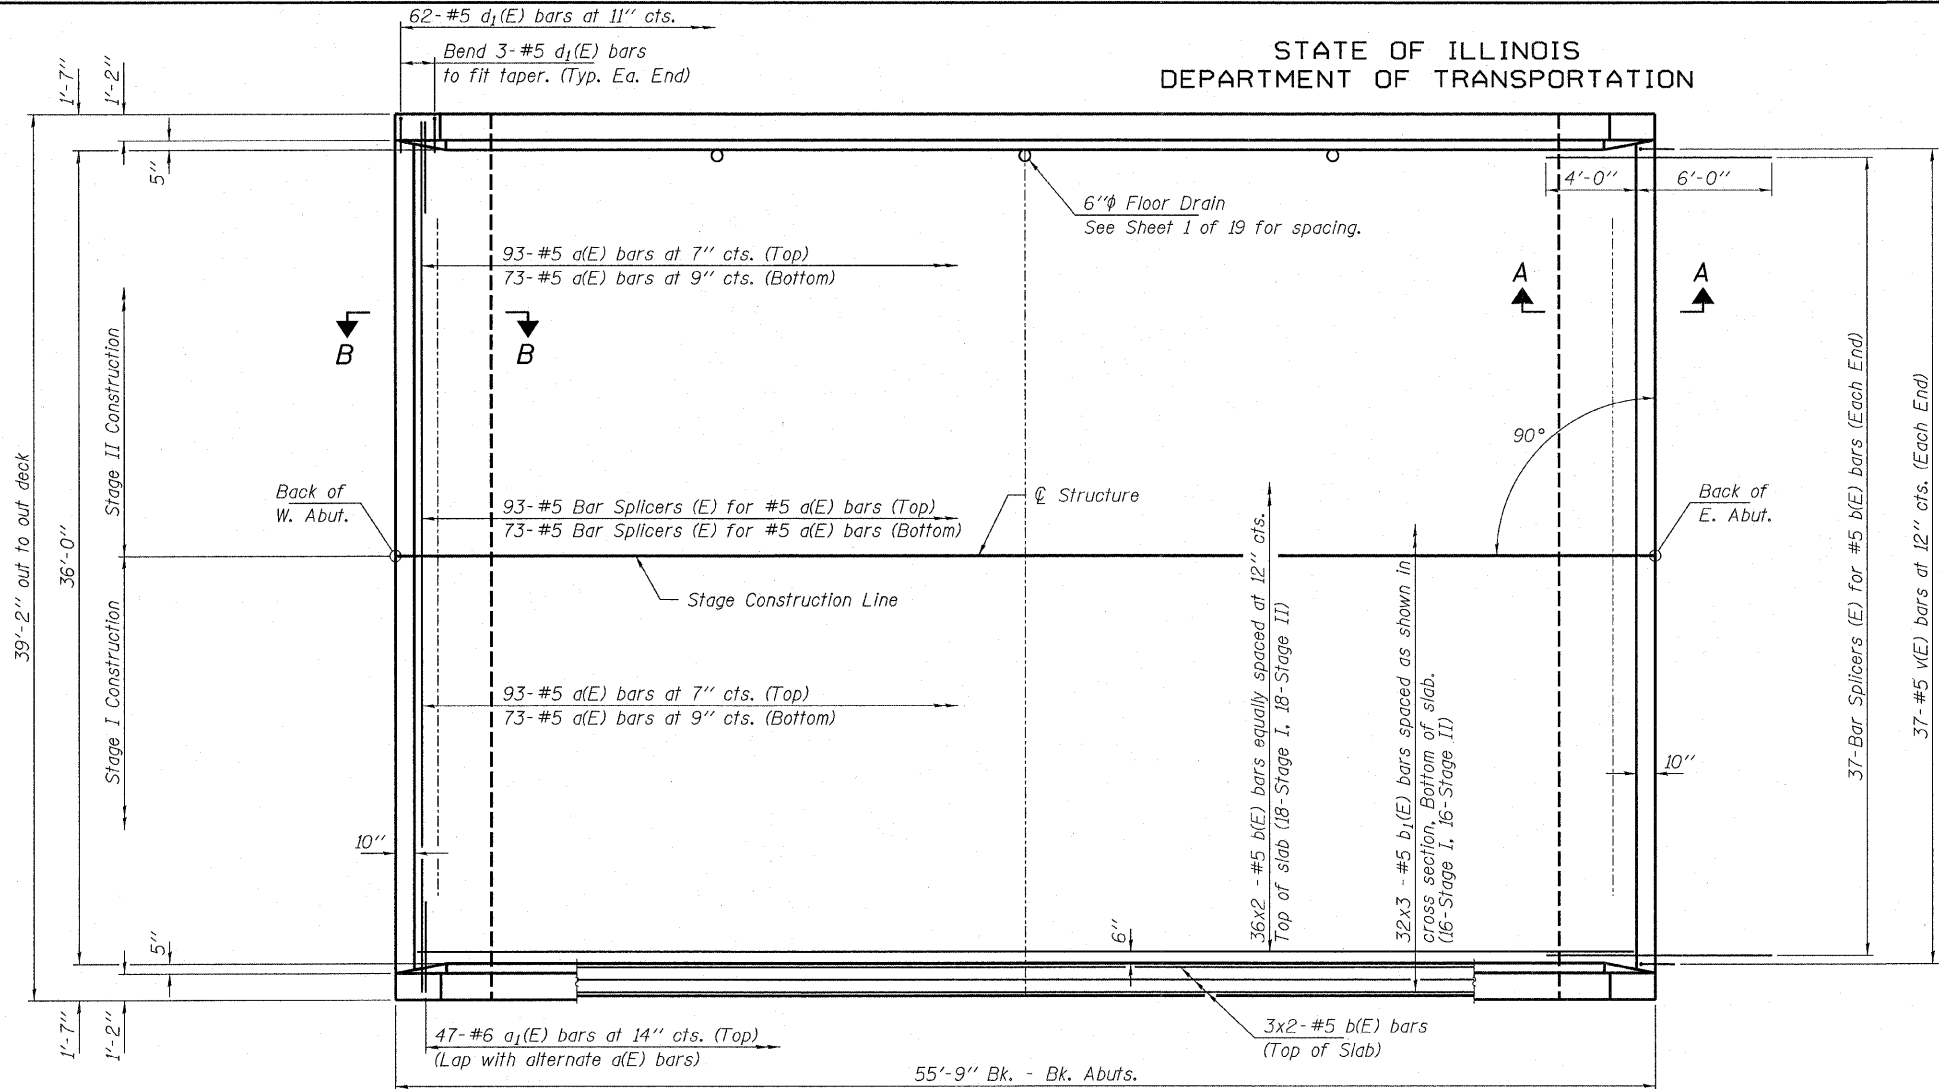 62-#5 d1(E) bars at 11" cts.
Bend 3-#5 d1(E) bars
to fit taper. (Typ. Ea. End)
STATE OF ILLINOIS
DEPARTMENT OF TRANSPORTATION
1'-7"
1'-2"
5"
4'-0"
6'-0"
6"ϕ Floor Drain
See Sheet 1 of 19 for spacing.
93-#5 a(E) bars at 7" cts. (Top)
73-#5 a(E) bars at 9" cts. (Bottom)
A
A
B
B
Stage II Construction
90°
Back of
W. Abut.
93-#5 Bar Splicers (E) for #5 a(E) bars (Top)
73-#5 Bar Splicers (E) for #5 a(E) bars (Bottom)
℄ Structure
Back of
E. Abut.
39'-2" out to out deck
36'-0"
Stage Construction Line
Stage I Construction
93-#5 a(E) bars at 7" cts. (Top)
73-#5 a(E) bars at 9" cts. (Bottom)
36x2 - #5 b(E) bars equally spaced at 12" cts.
Top of slab (18-Stage I, 18-Stage II)
32x3 - #5 b1(E) bars spaced as shown in
cross section, Bottom of slab.
(16-Stage I, 16-Stage II)
37-Bar Splicers (E) for #5 b(E) bars (Each End)
37-#5 v(E) bars at 12" cts. (Each End)
10"
10"
6"
5"
1'-7"
1'-2"
47-#6 a1(E) bars at 14" cts. (Top)
(Lap with alternate a(E) bars)
3x2-#5 b(E) bars
(Top of Slab)
55'-9" Bk. - Bk. Abuts.